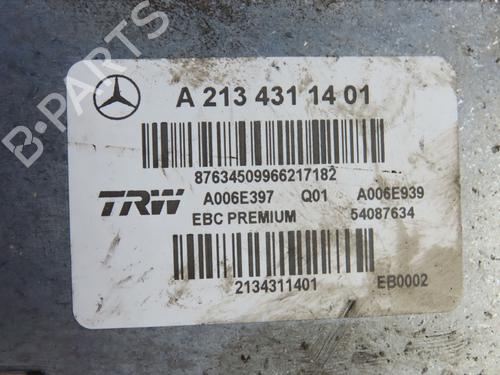 A 213 431 14 01
87634509966217182
TRW
A006E397 Q01 A006E939
EBC PREMIUM 54087634
2134311401 EB0002
B-PARTS